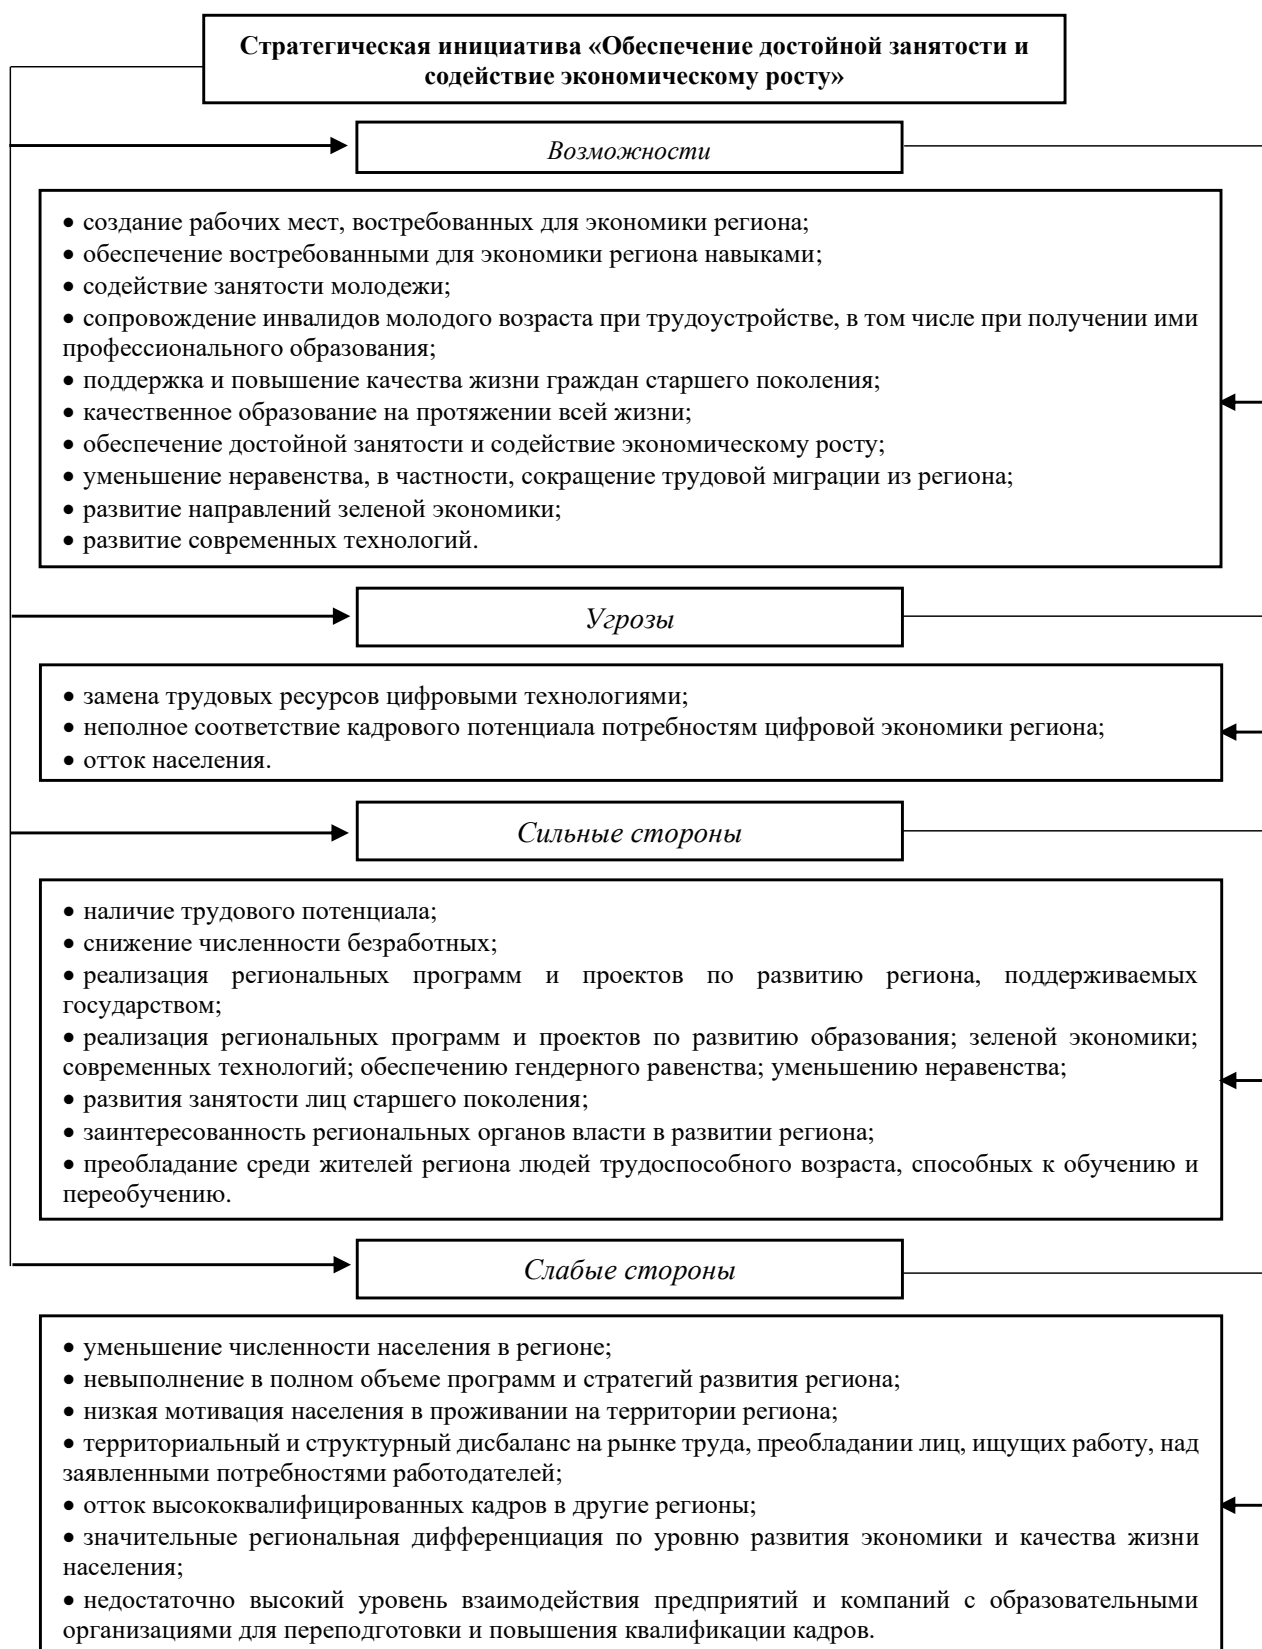 Стратегическая инициатива «Обеспечение достойной занятости и
содействие экономическому росту»
Возможности
• создание рабочих мест, востребованных для экономики региона;
• обеспечение востребованными для экономики региона навыками;
• содействие занятости молодежи;
• сопровождение инвалидов молодого возраста при трудоустройстве, в том числе при получении ими
профессионального образования;
• поддержка и повышение качества жизни граждан старшего поколения;
• качественное образование на протяжении всей жизни;
• обеспечение достойной занятости и содействие экономическому росту;
• уменьшение неравенства, в частности, сокращение трудовой миграции из региона;
• развитие направлений зеленой экономики;
• развитие современных технологий.
Угрозы
• замена трудовых ресурсов цифровыми технологиями;
• неполное соответствие кадрового потенциала потребностям цифровой экономики региона;
• отток населения.
Сильные стороны
• наличие трудового потенциала;
• снижение численности безработных;
• реализация региональных программ и проектов по развитию региона, поддерживаемых
государством;
• реализация региональных программ и проектов по развитию образования; зеленой экономики;
современных технологий; обеспечению гендерного равенства; уменьшению неравенства;
• развития занятости лиц старшего поколения;
• заинтересованность региональных органов власти в развитии региона;
• преобладание среди жителей региона людей трудоспособного возраста, способных к обучению и
переобучению.
Слабые стороны
• уменьшение численности населения в регионе;
• невыполнение в полном объеме программ и стратегий развития региона;
• низкая мотивация населения в проживании на территории региона;
• территориальный и структурный дисбаланс на рынке труда, преобладании лиц, ищущих работу, над
заявленными потребностями работодателей;
• отток высококвалифицированных кадров в другие регионы;
• значительные региональная дифференциация по уровню развития экономики и качества жизни
населения;
• недостаточно высокий уровень взаимодействия предприятий и компаний с образовательными
организациями для переподготовки и повышения квалификации кадров.